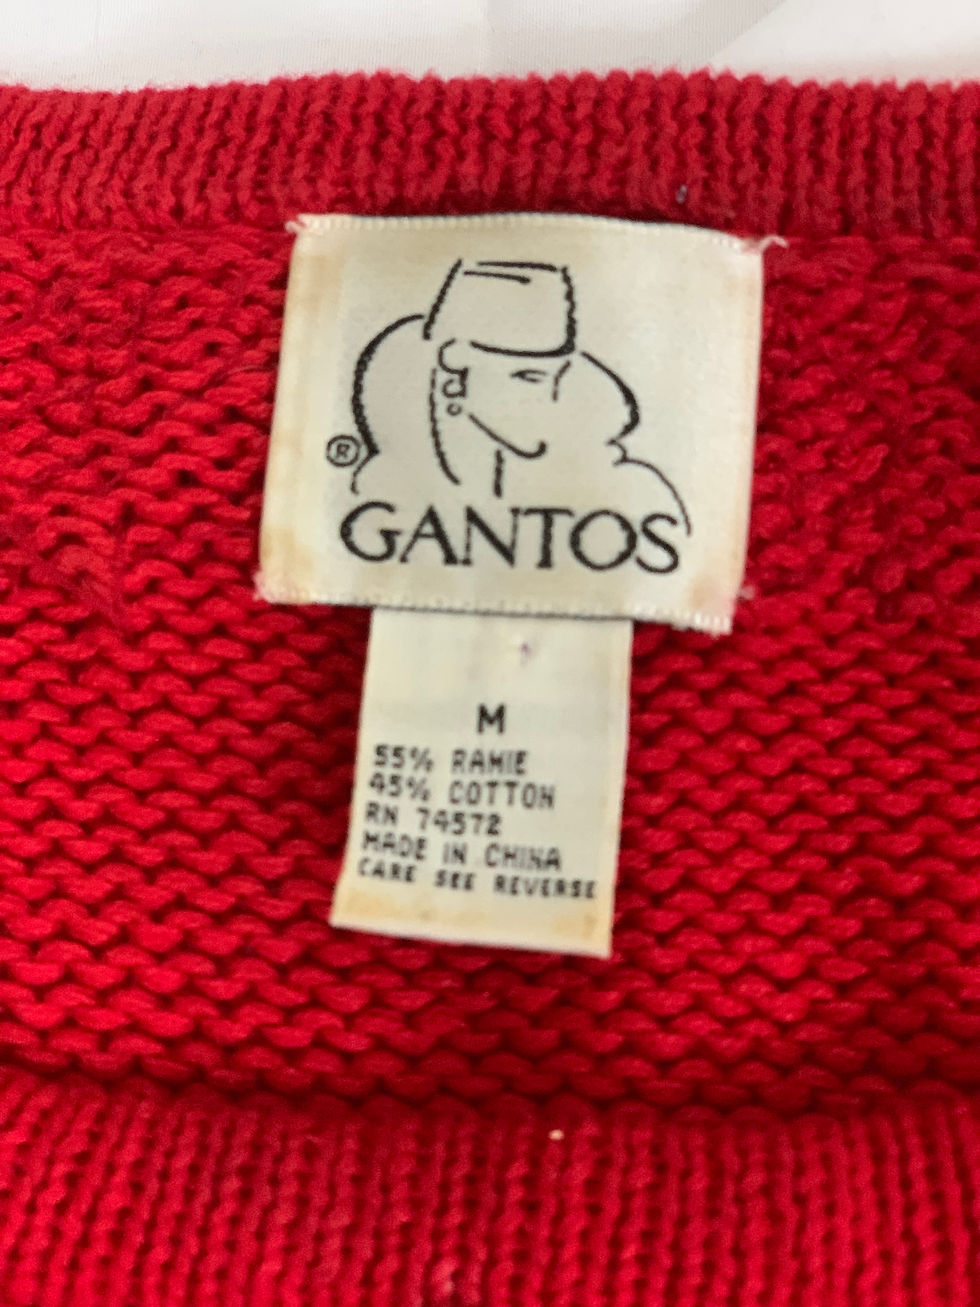 ®
GANTOS
M
55% RAMIE
45% COTTON
RN 74572
MADE IN CHINA
CARE SEE REVERSE